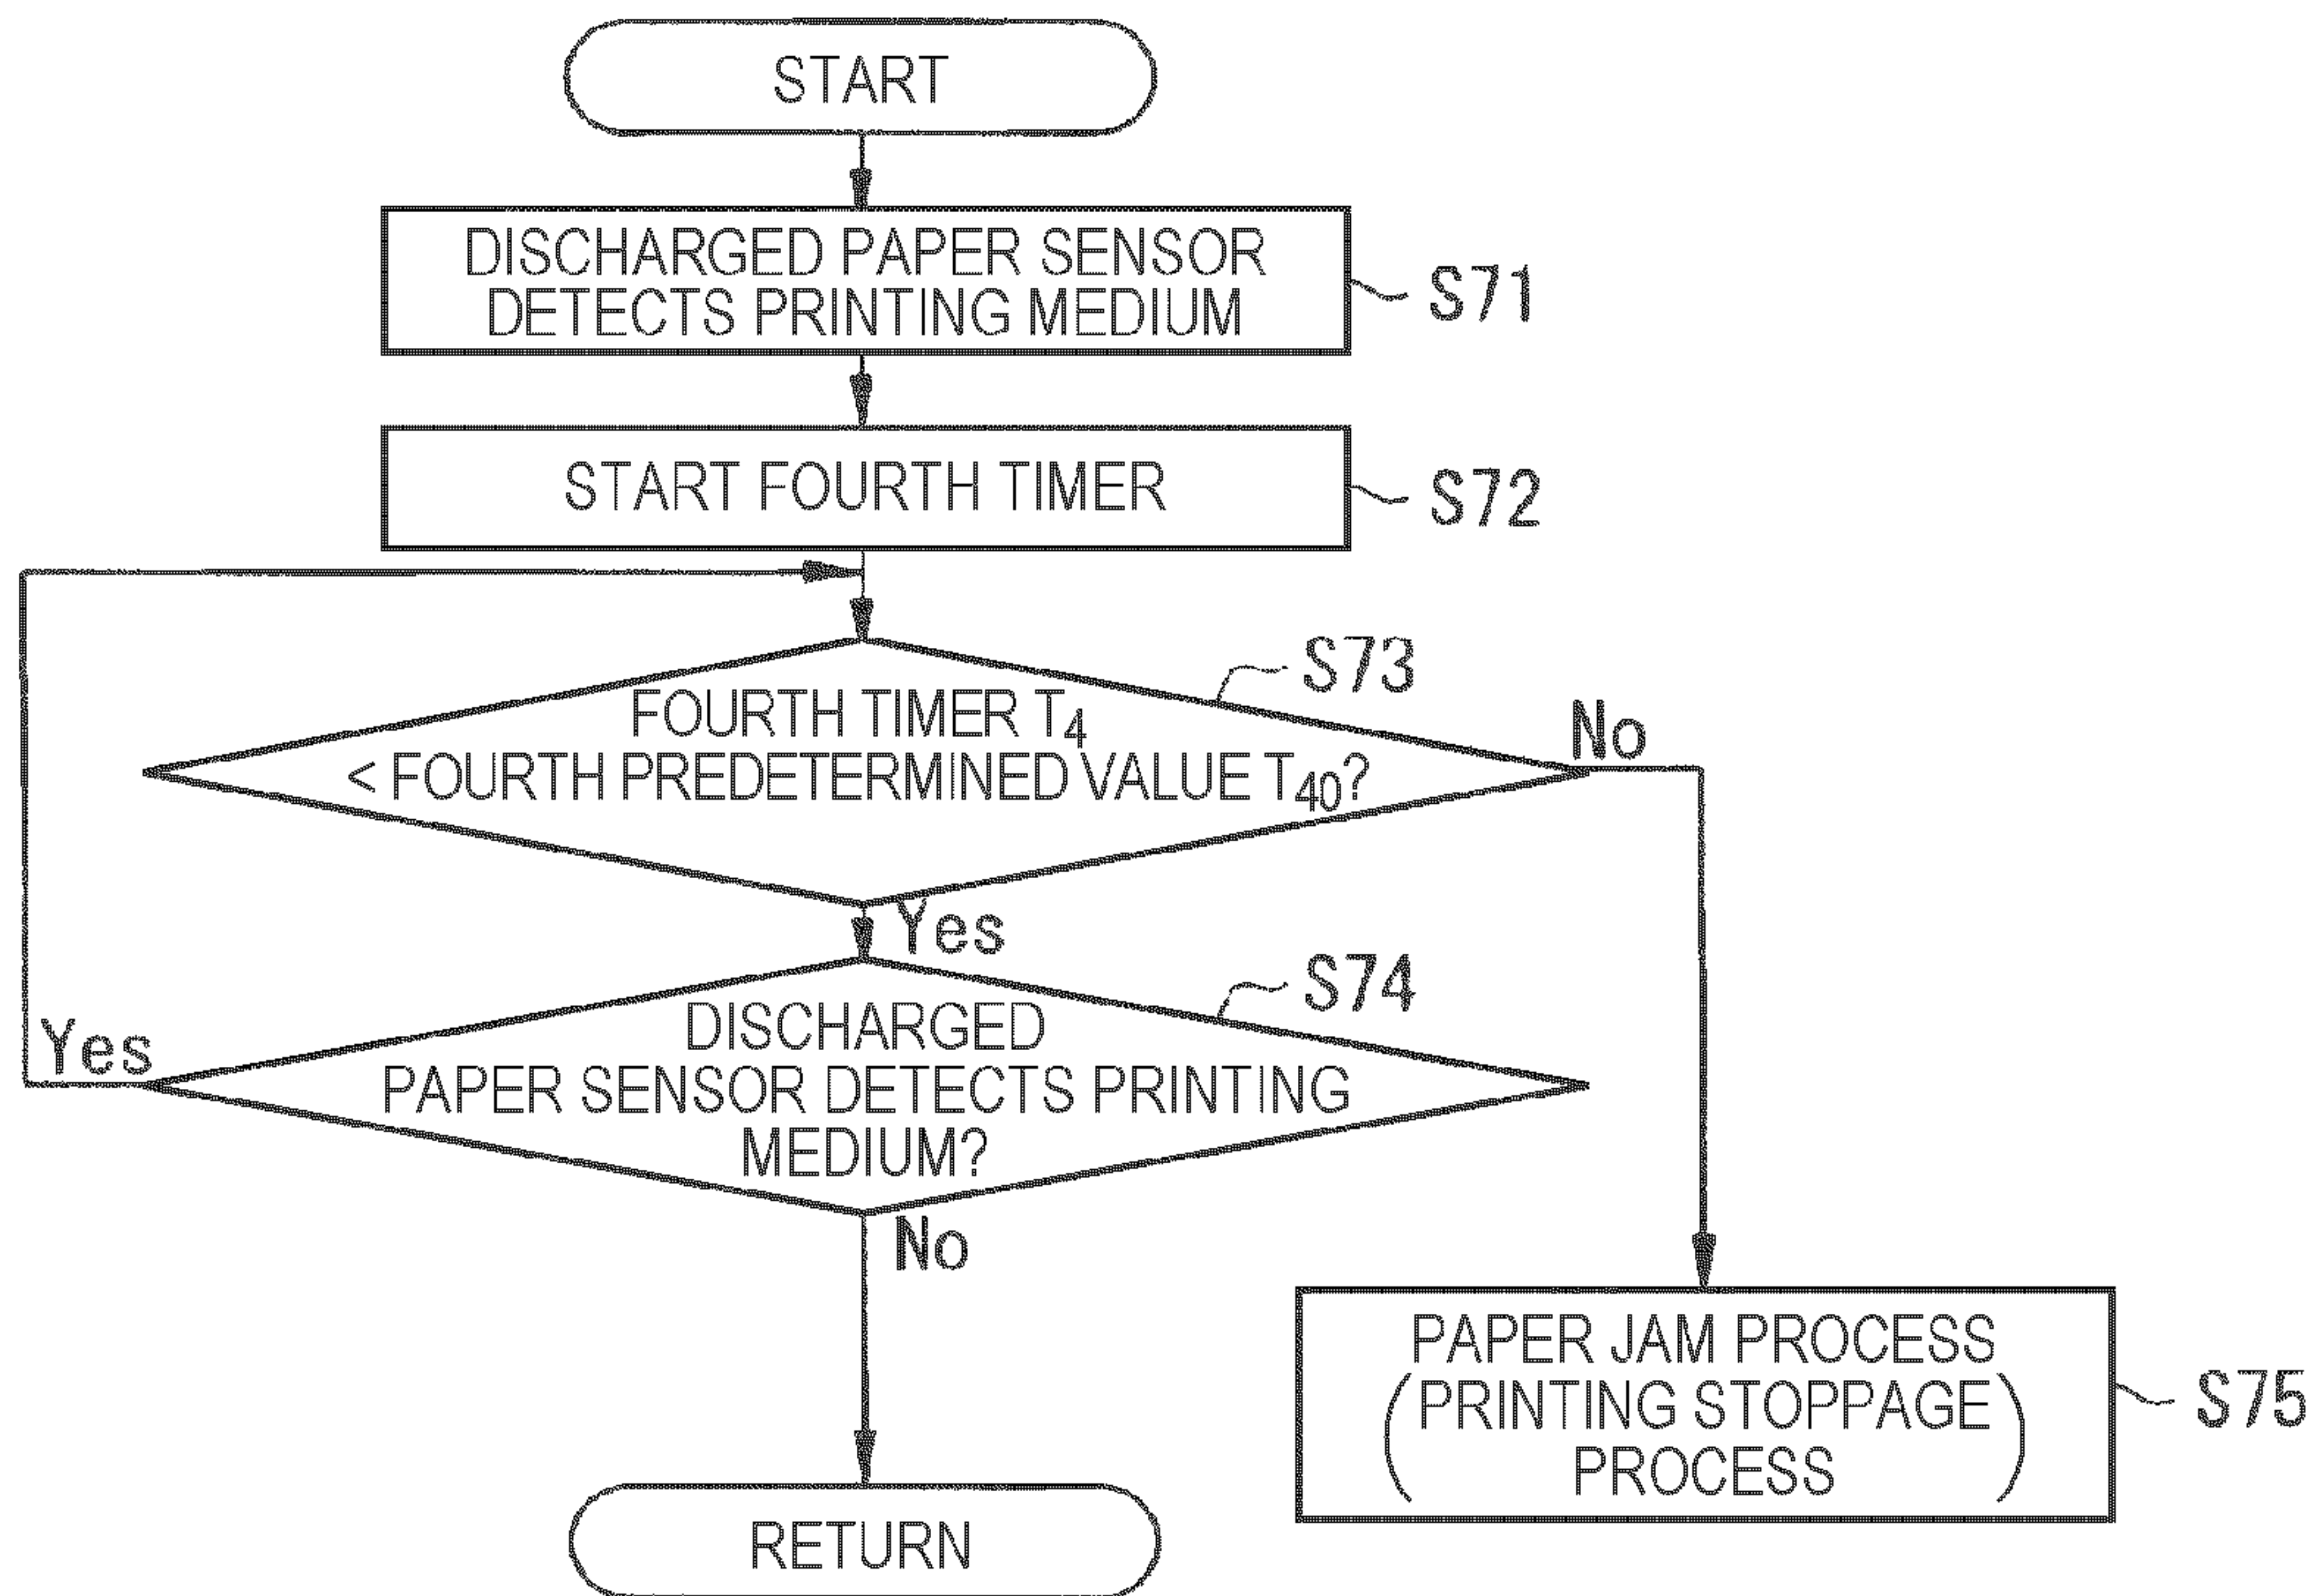 START
DISCHARGED PAPER SENSOR
DETECTS PRINTING MEDIUM
S71
START FOURTH TIMER
S72
S73
FOURTH TIMER T4
< FOURTH PREDETERMINED VALUE T40?
No
Yes
S74
DISCHARGED
PAPER SENSOR DETECTS PRINTING
MEDIUM?
Yes
No
PAPER JAM PROCESS
(PRINTING STOPPAGE
PROCESS)
S75
RETURN